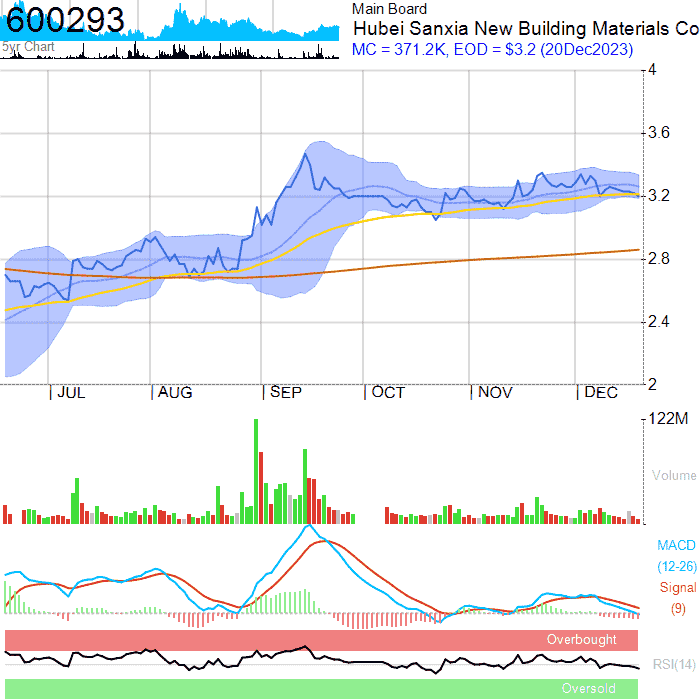 600293
5yr Chart
Main Board
Hubei Sanxia New Building Materials Co
MC = 371.2K, EOD = $3.2 (20Dec2023)
4
3.6
3.2
2.8
2.4
2
JUL AUG SEP OCT NOV DEC
122M
Volume
MACD
(12-26)
Signal
(9)
Overbought
RSI(14)
Oversold